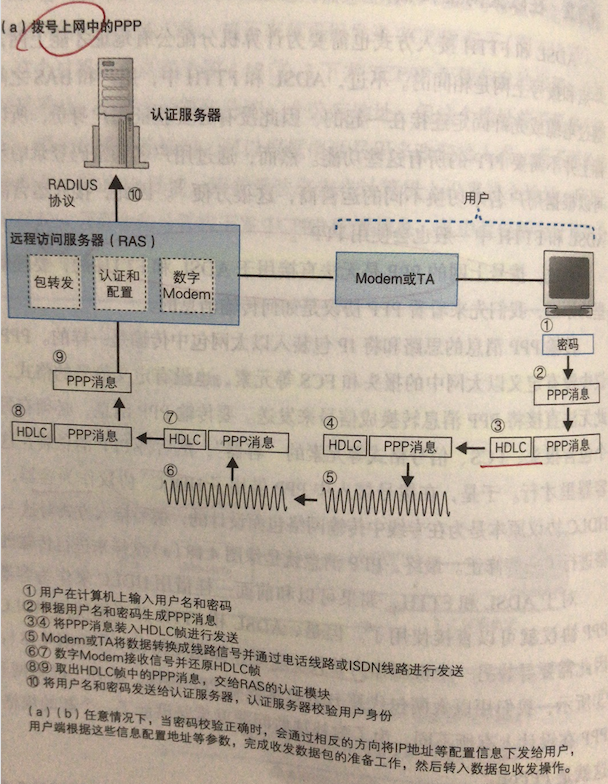 (a) 拨号上网中的PPP
认证服务器
RADIUS
协议
⑩
用户
远程访问服务器（RAS）
包转发
认证和
配置
数字
Modem
Modem或TA
①
密码
②
PPP消息
⑨
PPP消息
⑧
HDLC PPP消息
⑦
HDLC PPP消息
④
HDLC PPP消息
③
HDLC PPP消息
⑥
⑤
① 用户在计算机上输入用户名和密码
② 根据用户名和密码生成PPP消息
③④ 将PPP消息装入HDLC帧进行发送
⑤ Modem或TA将数据转换成线路信号并通过电话线路或ISDN线路进行发送
⑥⑦ 数字Modem接收信号并还原HDLC帧
⑧⑨ 取出HDLC帧中的PPP消息，交给RAS的认证模块
⑩ 将用户名和密码发送给认证服务器，认证服务器校验用户身份
(a)(b) 任意情况下，当密码校验正确时，会通过相反的方向将IP地址等配置信息下发给用户，
用户端根据这些信息配置地址等参数，完成收发数据包的准备工作，然后转入数据包收发操作。